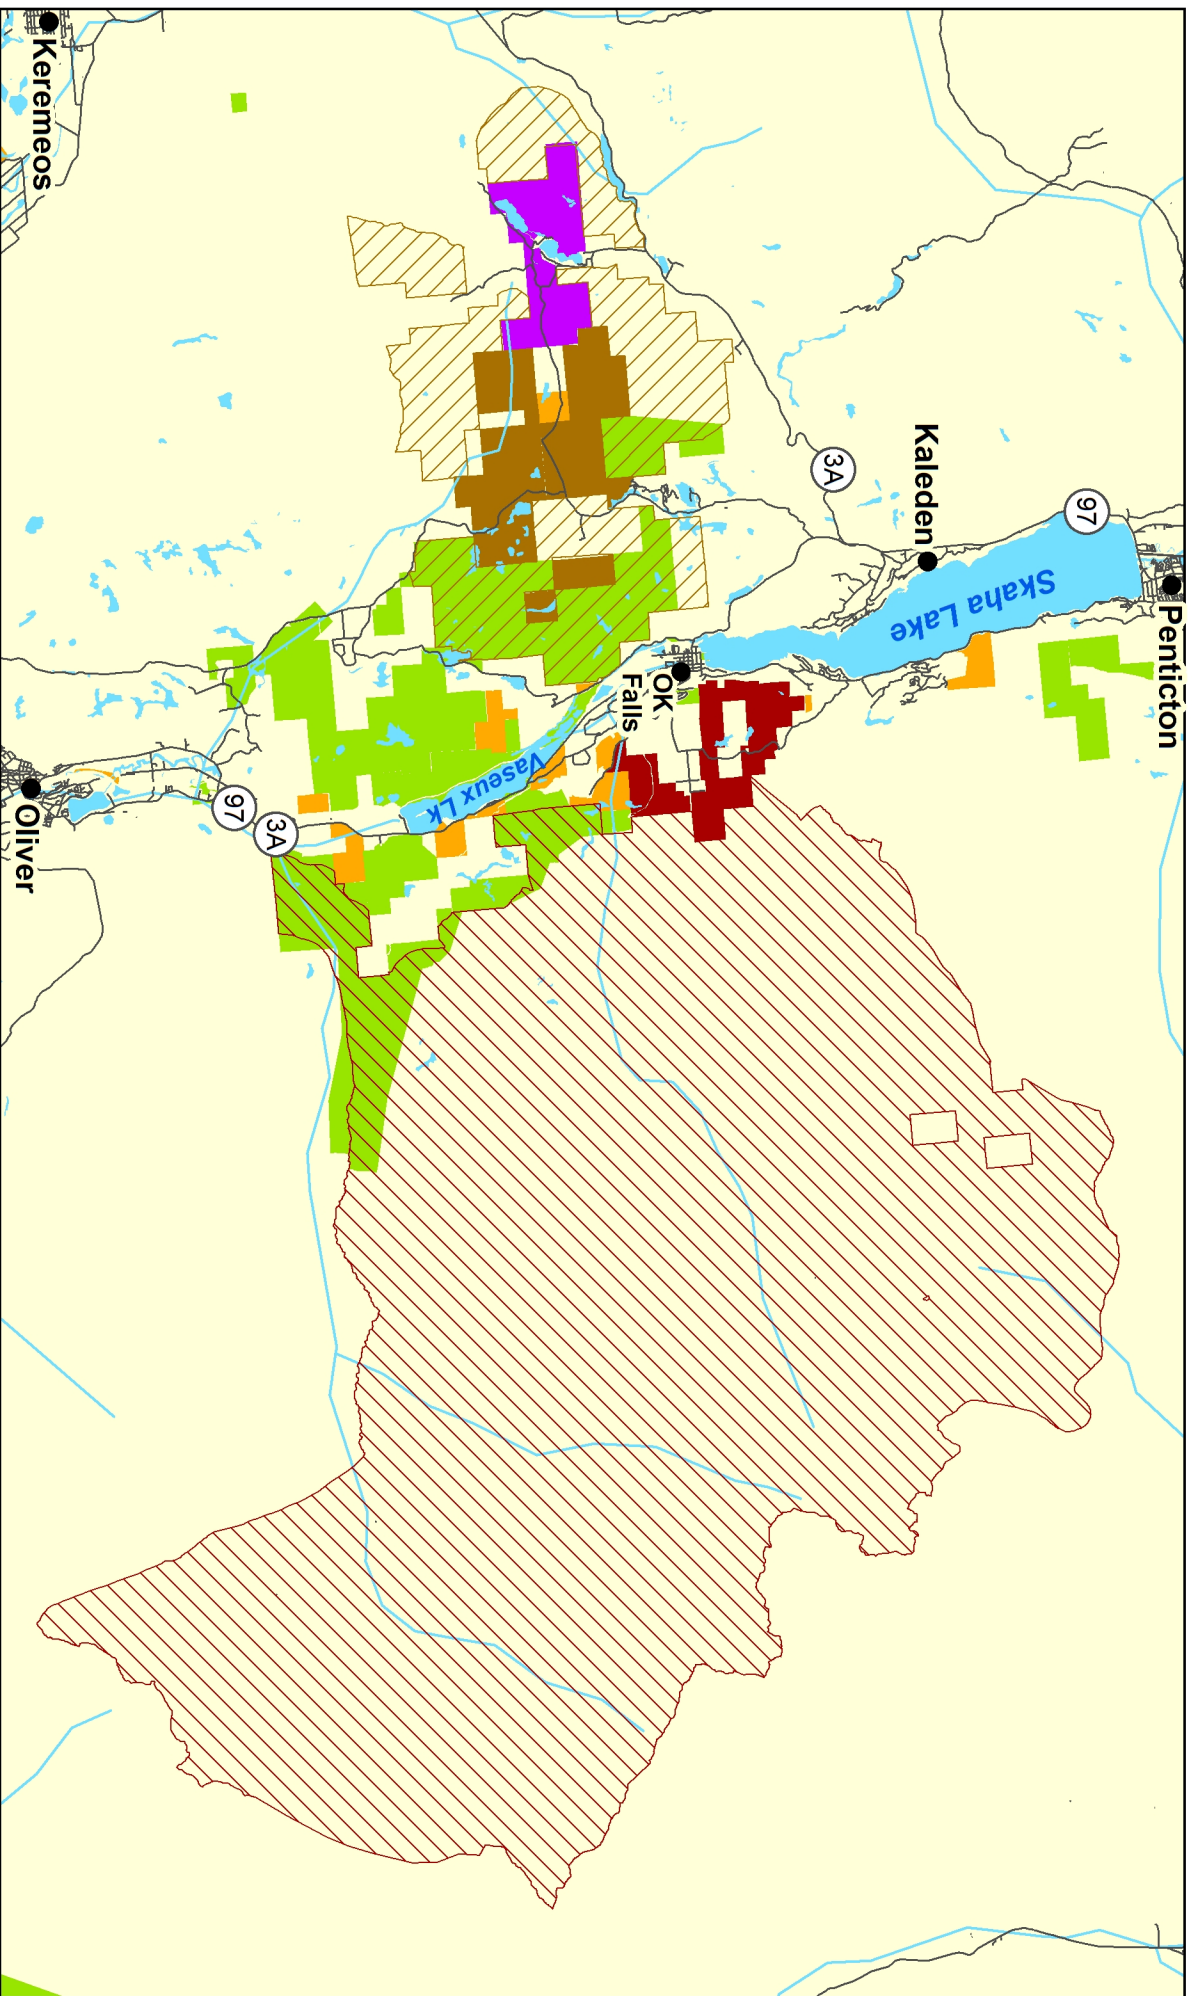 Penticton
97
Skaha Lake
Kaleden
3A
OK
Falls
Vaseux Lk
97
3A
Oliver
Keremeos